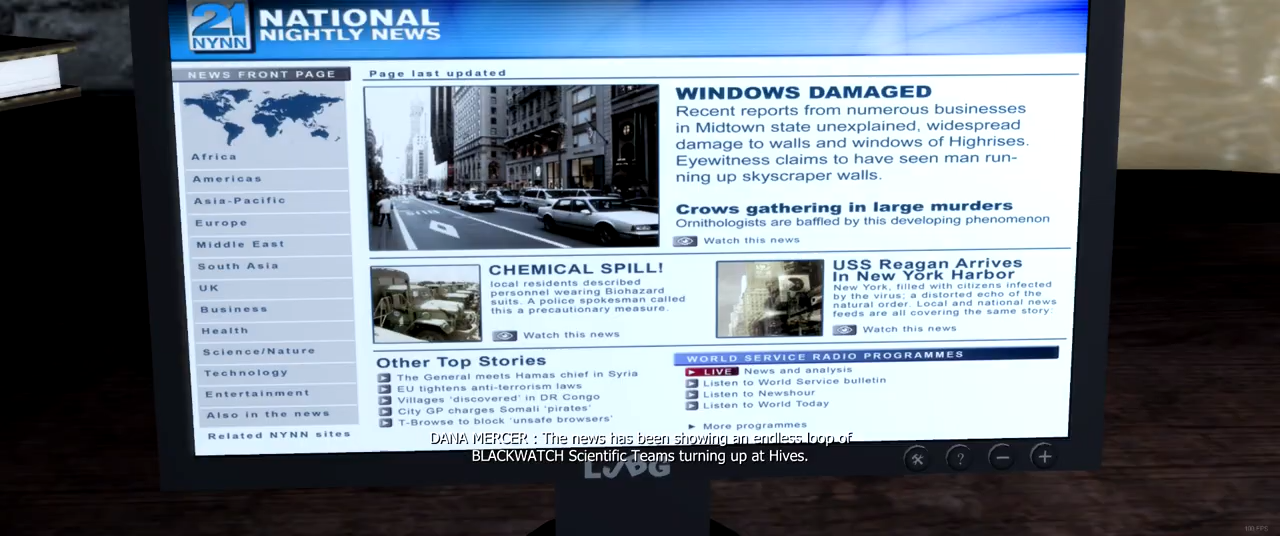 21
NYNN
NATIONAL
NIGHTLY NEWS
NEWS FRONT PAGE
Africa
Americas
Asia-Pacific
Europe
Middle East
South Asia
UK
Business
Health
Science/Nature
Technology
Entertainment
Also in the news
Related NYNN sites
Page last updated
WINDOWS DAMAGED
Recent reports from numerous businesses
in Midtown state unexplained, widespread
damage to walls and windows of Highrises.
Eyewitness claims to have seen man run-
ning up skyscraper walls.
Crows gathering in large murders
Ornithologists are baffled by this developing phenomenon
Watch this news
CHEMICAL SPILL!
local residents described
personnel wearing Biohazard
suits. A police spokesman called
this a precautionary measure.
Watch this news
USS Reagan Arrives
In New York Harbor
New York, filled with citizens infected
by the virus; a distorted echo of the
natural order. Local and national news
feeds are all covering the same story:
Watch this news
Other Top Stories
The General meets Hamas chief in Syria
EU tightens anti-terrorism laws
Villages 'discovered' in DR Congo
City GP charges Somali 'pirates'
T-Browse to block 'unsafe browsers'
WORLD SERVICE RADIO PROGRAMMES
LIVE News and analysis
Listen to World Service bulletin
Listen to Newshour
Listen to World Today
More programmes
DANA MERCER : The news has been showing an endless loop of
BLACKWATCH Scientific Teams turning up at Hives.
100 FPS